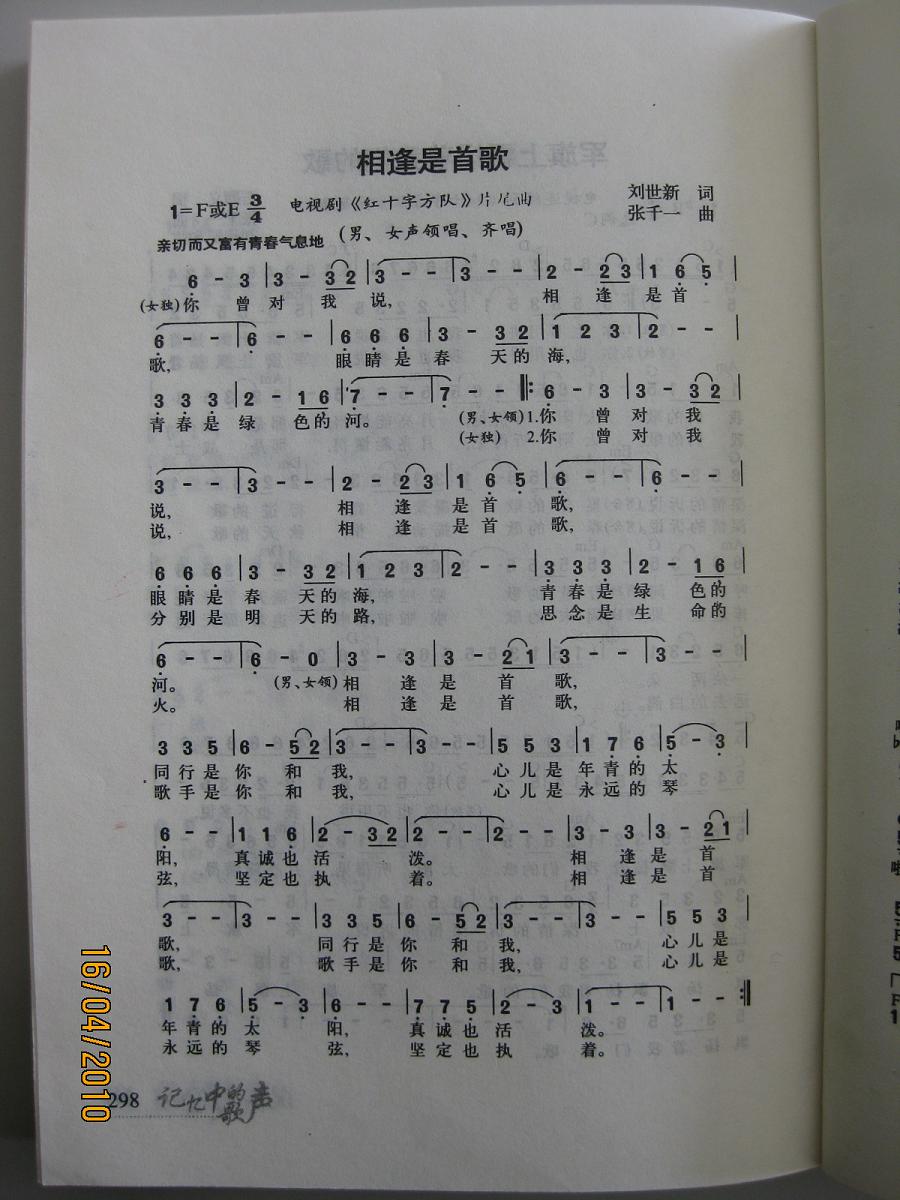 相逢是首歌
1=F或E 3/4 电视剧《红十字方队》片尾曲 刘世新 词
张千一 曲
亲切而又富有青春气息地 (男、女声领唱、齐唱)
6 - 3 | 3 - 3 2 | 3 - - | 3 - - | 2 - 2 3 | 1 6 5 |
(女独)你 曾 对 我 说, 相 逢 是 首
6 - - | 6 - - | 6 6 6 | 3 - 3 2 | 1 2 3 | 2 - - |
歌, 眼 睛 是 春 天的 海,
3 3 3 | 2 - 1 6 | 7 - - | 7 - - ‖: 6 - 3 | 3 - 3 2 |
青 春 是 绿 色的 河。 (男、女领)1.你 曾 对 我
(女独) 2.你 曾 对 我
3 - - | 3 - - | 2 - 2 3 | 1 6 5 | 6 - - | 6 - - |
说, 相 逢 是 首 歌,
说, 相 逢 是 首 歌,
6 6 6 | 3 - 3 2 | 1 2 3 | 2 - - | 3 3 3 | 2 - 1 6 |
眼 睛 是 春 天的 海, 青 春 是 绿 色的
分 别 是 明 天的 路, 思 念 是 生 命的
6 - - | 6 - 0 | 3 - 3 | 3 - 2 1 | 3 - - | 3 - - |
河。 (男、女领)相 逢 是 首 歌,
火。 相 逢 是 首 歌,
3 3 5 | 6 - 5 2 | 3 - - | 3 - - | 5 5 3 | 1 7 6 | 5 - 3 |
同 行 是 你 和 我, 心 儿 是 年 青 的 太
歌 手 是 你 和 我, 心 儿 是 永 远 的 琴
6 - - | 1 1 6 | 2 - 3 2 | 2 - - | 2 - - | 3 - 3 | 3 - 2 1 |
阳, 真 诚 也 活 泼。 相 逢 是 首
弦, 坚 定 也 执 着。 相 逢 是 首
3 - - | 3 - - | 3 3 5 | 6 - 5 2 | 3 - - | 3 - - | 5 5 3 |
歌, 同 行 是 你 和 我, 心 儿 是
歌, 歌 手 是 你 和 我, 心 儿 是
1 7 6 | 5 - 3 | 6 - - | 7 7 5 | 2 - 3 | 1 - - | 1 - - :‖
年 青 的 太 阳, 真 诚 也 活 泼。
永 远 的 琴 弦, 坚 定 也 执 着。
298 记忆中的歌声
16/04/2010